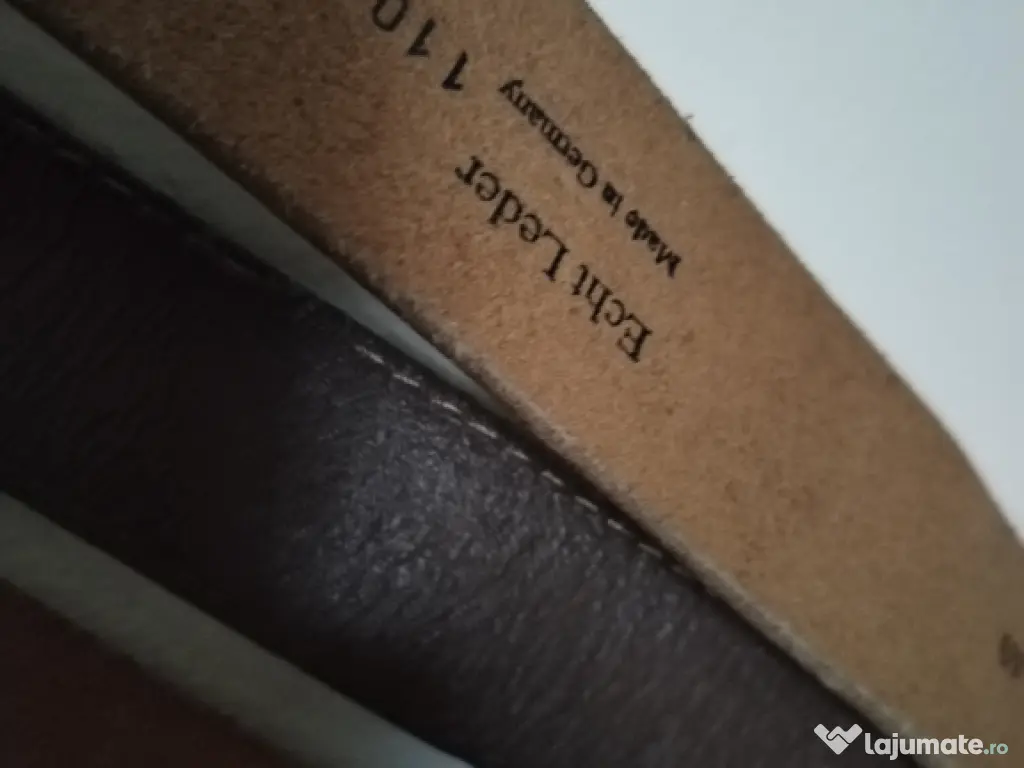 Echt Leder
Made in Germany
110
lajumate.ro